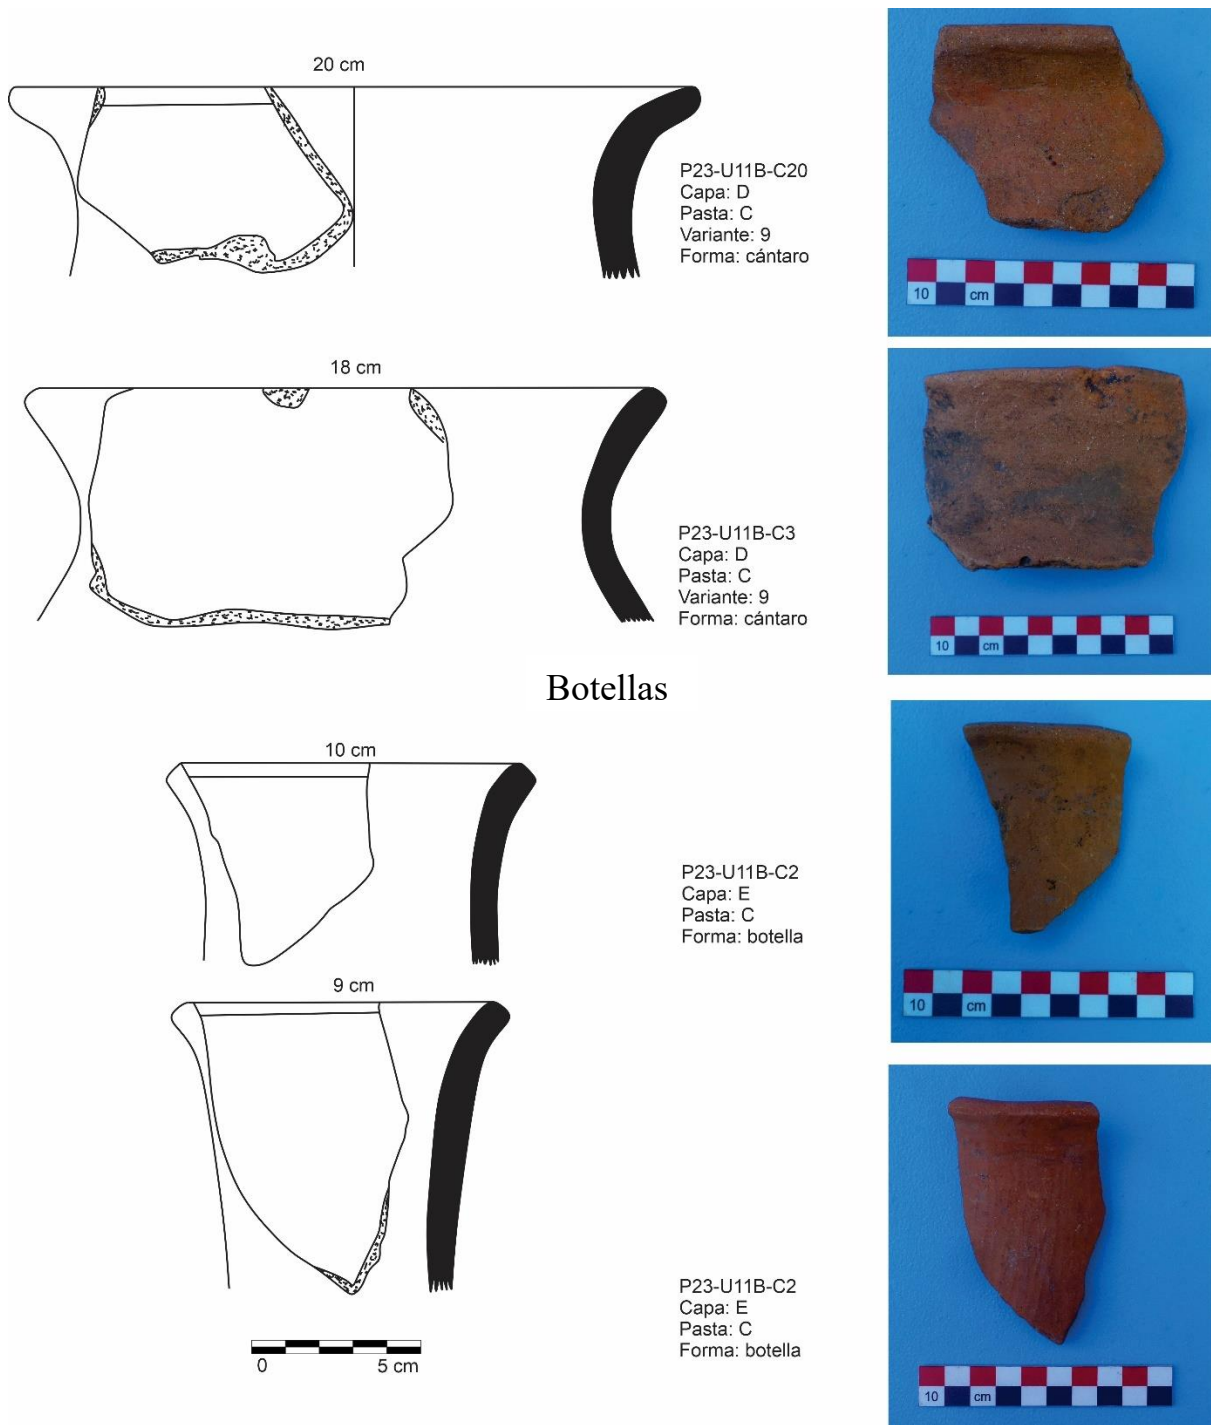 20 cm
P23-U11B-C20
Capa: D
Pasta: C
Variante: 9
Forma: cántaro
10 cm
18 cm
P23-U11B-C3
Capa: D
Pasta: C
Variante: 9
Forma: cántaro
10 cm
Botellas
10 cm
P23-U11B-C2
Capa: E
Pasta: C
Forma: botella
10 cm
9 cm
P23-U11B-C2
Capa: E
Pasta: C
Forma: botella
0 5 cm
10 cm